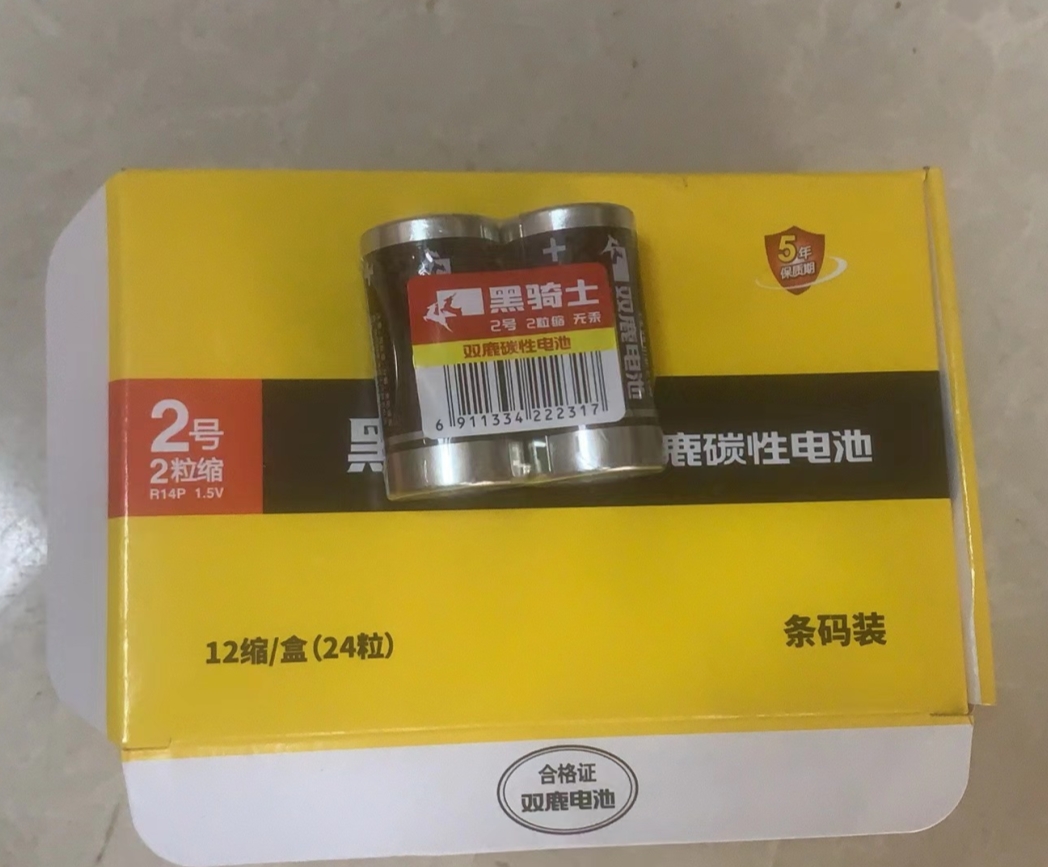 5年
保质期
黑骑士
2号 2粒缩 无汞
双鹿碳性电池
6 911334 222317
双鹿电池
2号
2粒缩
R14P 1.5V
黑
鹿碳性电池
12缩/盒(24粒)
条码装
合格证
双鹿电池